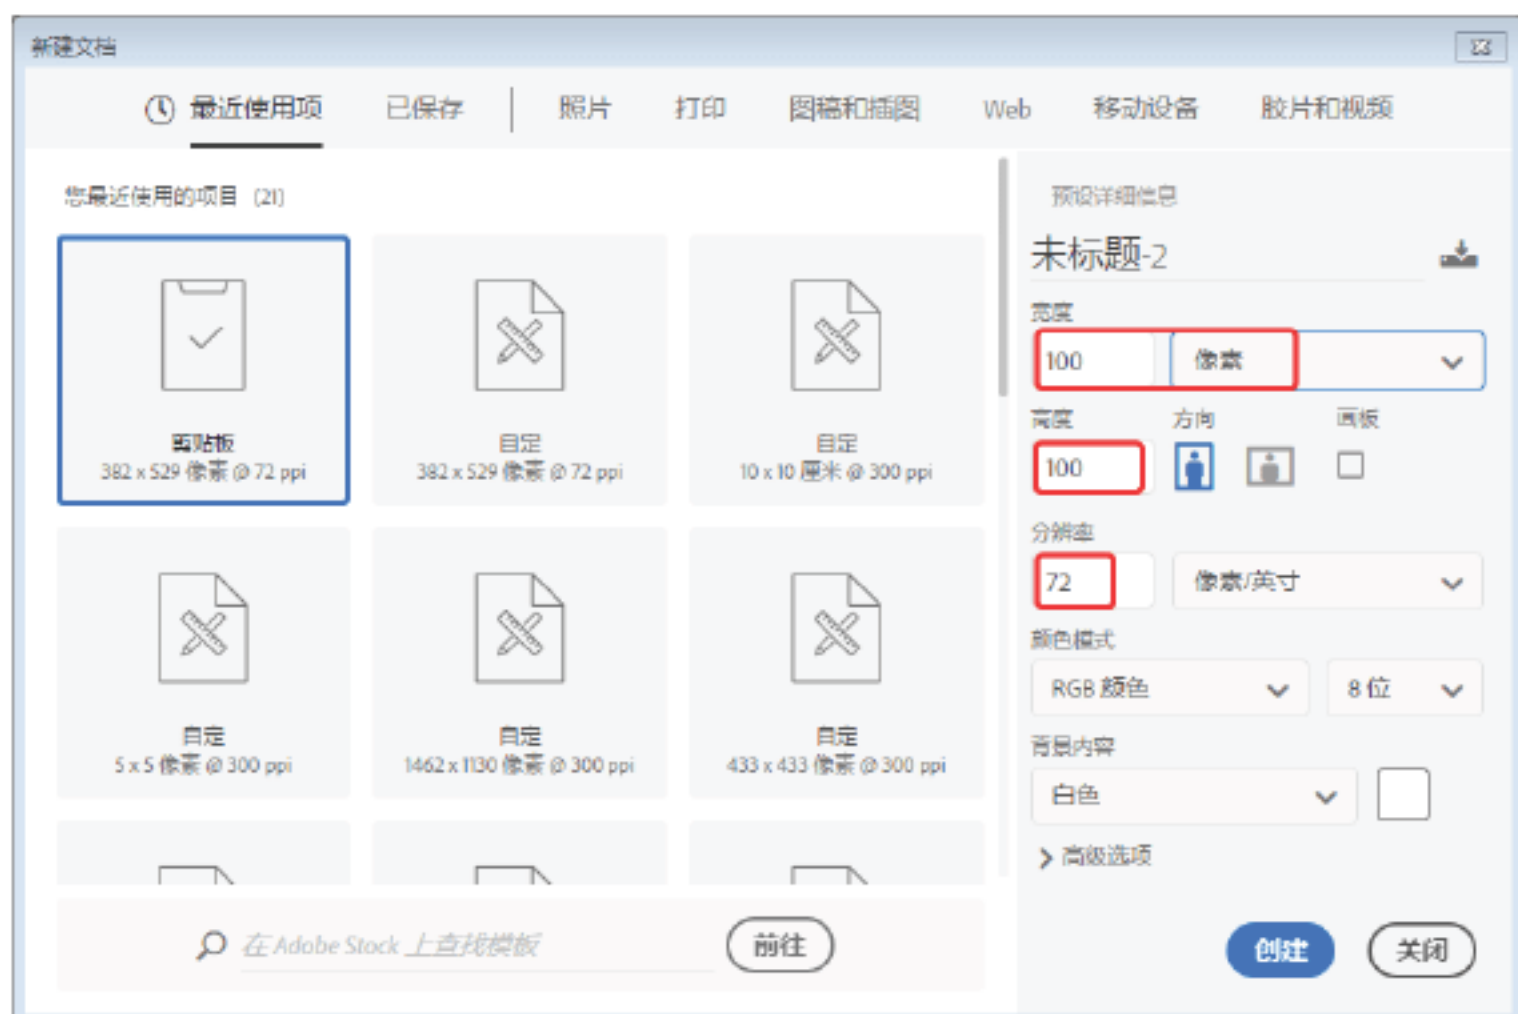 新建文档
最近使用项 已保存 照片 打印 图稿和插图 Web 移动设备 胶片和视频
您最近使用的项目 (21)
剪贴板
382 x 529 像素 @ 72 ppi
自定
382 x 529 像素 @ 72 ppi
自定
10 x 10 厘米 @ 300 ppi
自定
5 x 5 像素 @ 300 ppi
自定
1462 x 1130 像素 @ 300 ppi
自定
433 x 433 像素 @ 300 ppi
在 Adobe Stock 上查找模板
前往
预设详细信息
未标题-2
宽度
100 像素
高度 方向 画板
100
分辨率
72 像素/英寸
颜色模式
RGB 颜色 8 位
背景内容
白色
高级选项
创建 关闭